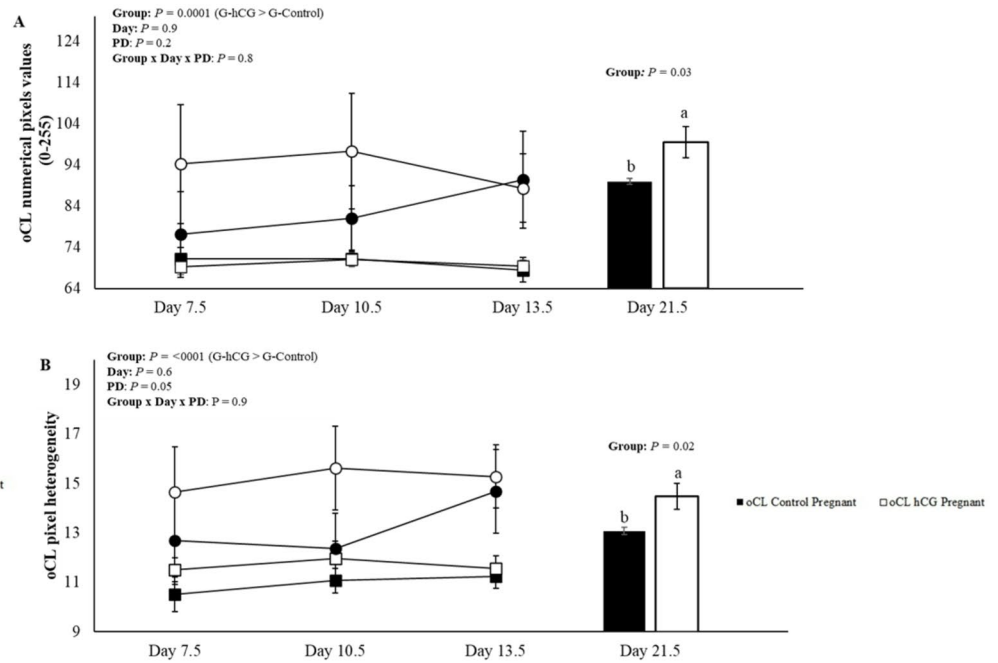 A
Group: P = 0.0001 (G-hCG > G-Control)
Day: P = 0.9
PD: P = 0.2
Group x Day x PD: P = 0.8
oCL numerical pixels values
(0-255)
124
114
104
94
84
74
64
Group: P = 0.03
b
a
Day 7.5
Day 10.5
Day 13.5
Day 21.5
B
Group: P = <0001 (G-hCG > G-Control)
Day: P = 0.6
PD: P = 0.05
Group x Day x PD: P = 0.9
oCL pixel heterogeneity
19
17
15
13
11
9
Group: P = 0.02
b
a
t
oCL Control Pregnant
oCL hCG Pregnant
Day 7.5
Day 10.5
Day 13.5
Day 21.5